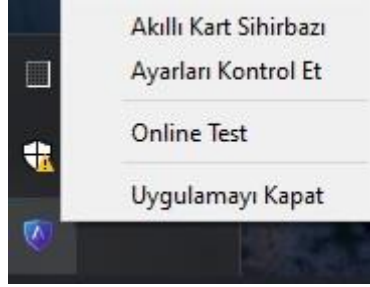 Akıllı Kart Sihirbazı
Ayarları Kontrol Et
Online Test
Uygulamayı Kapat